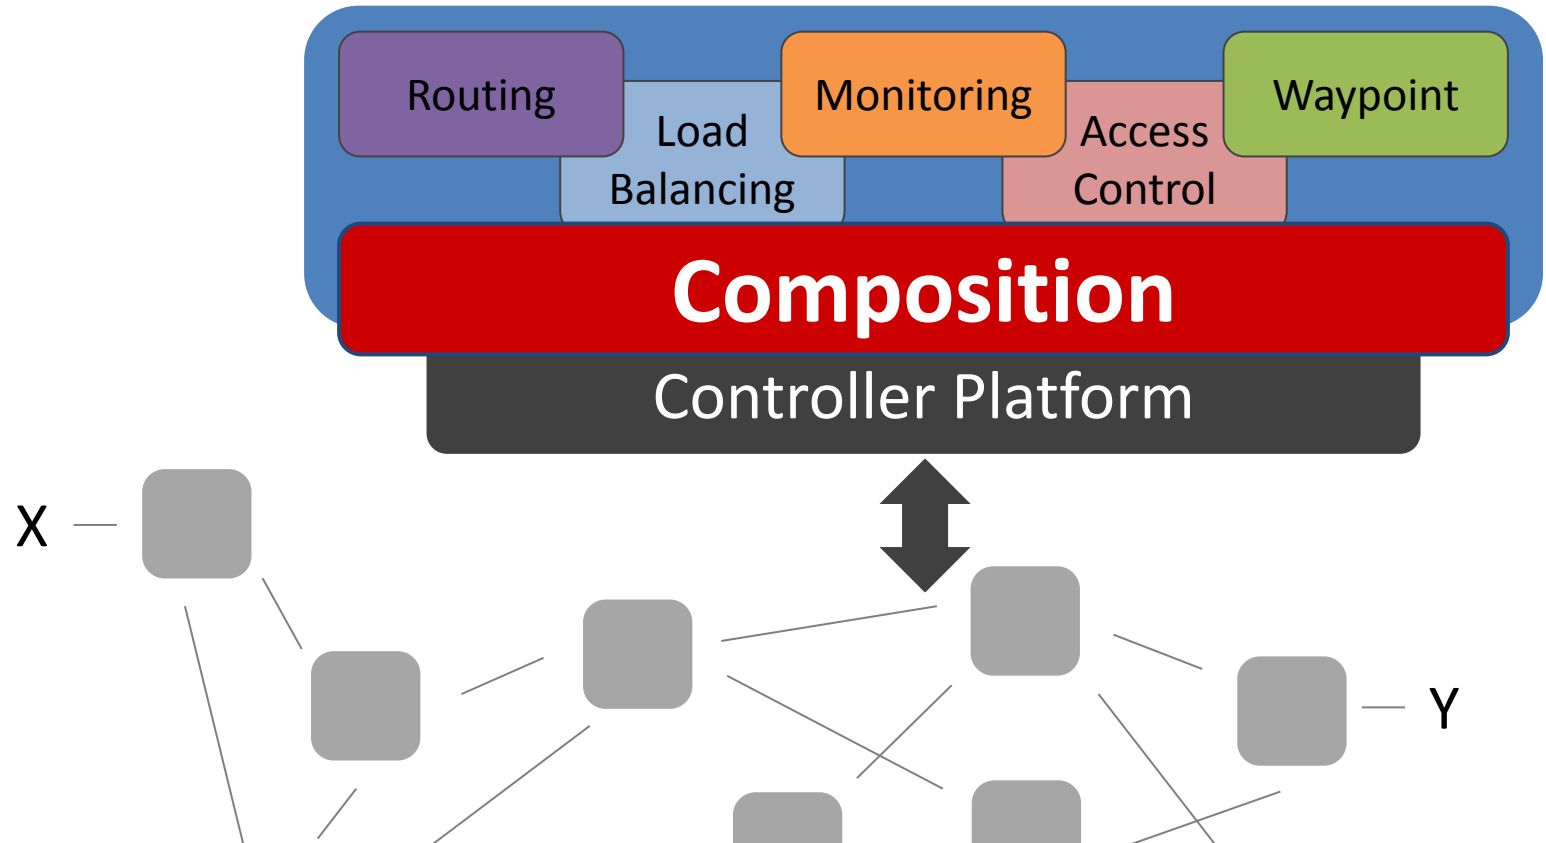 Routing
Load
Balancing
Monitoring
Access
Control
Waypoint
Composition
Controller Platform
X
Y